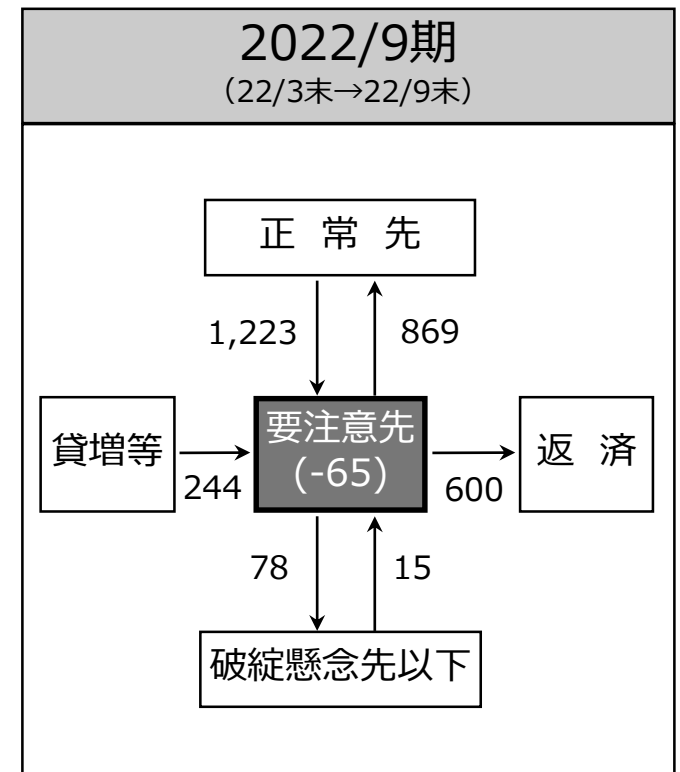 2022/9期
（22/3末→22/9末）
正 常 先
1,223
869
貸増等
244
要注意先
(-65)
600
返 済
78
15
破綻懸念先以下